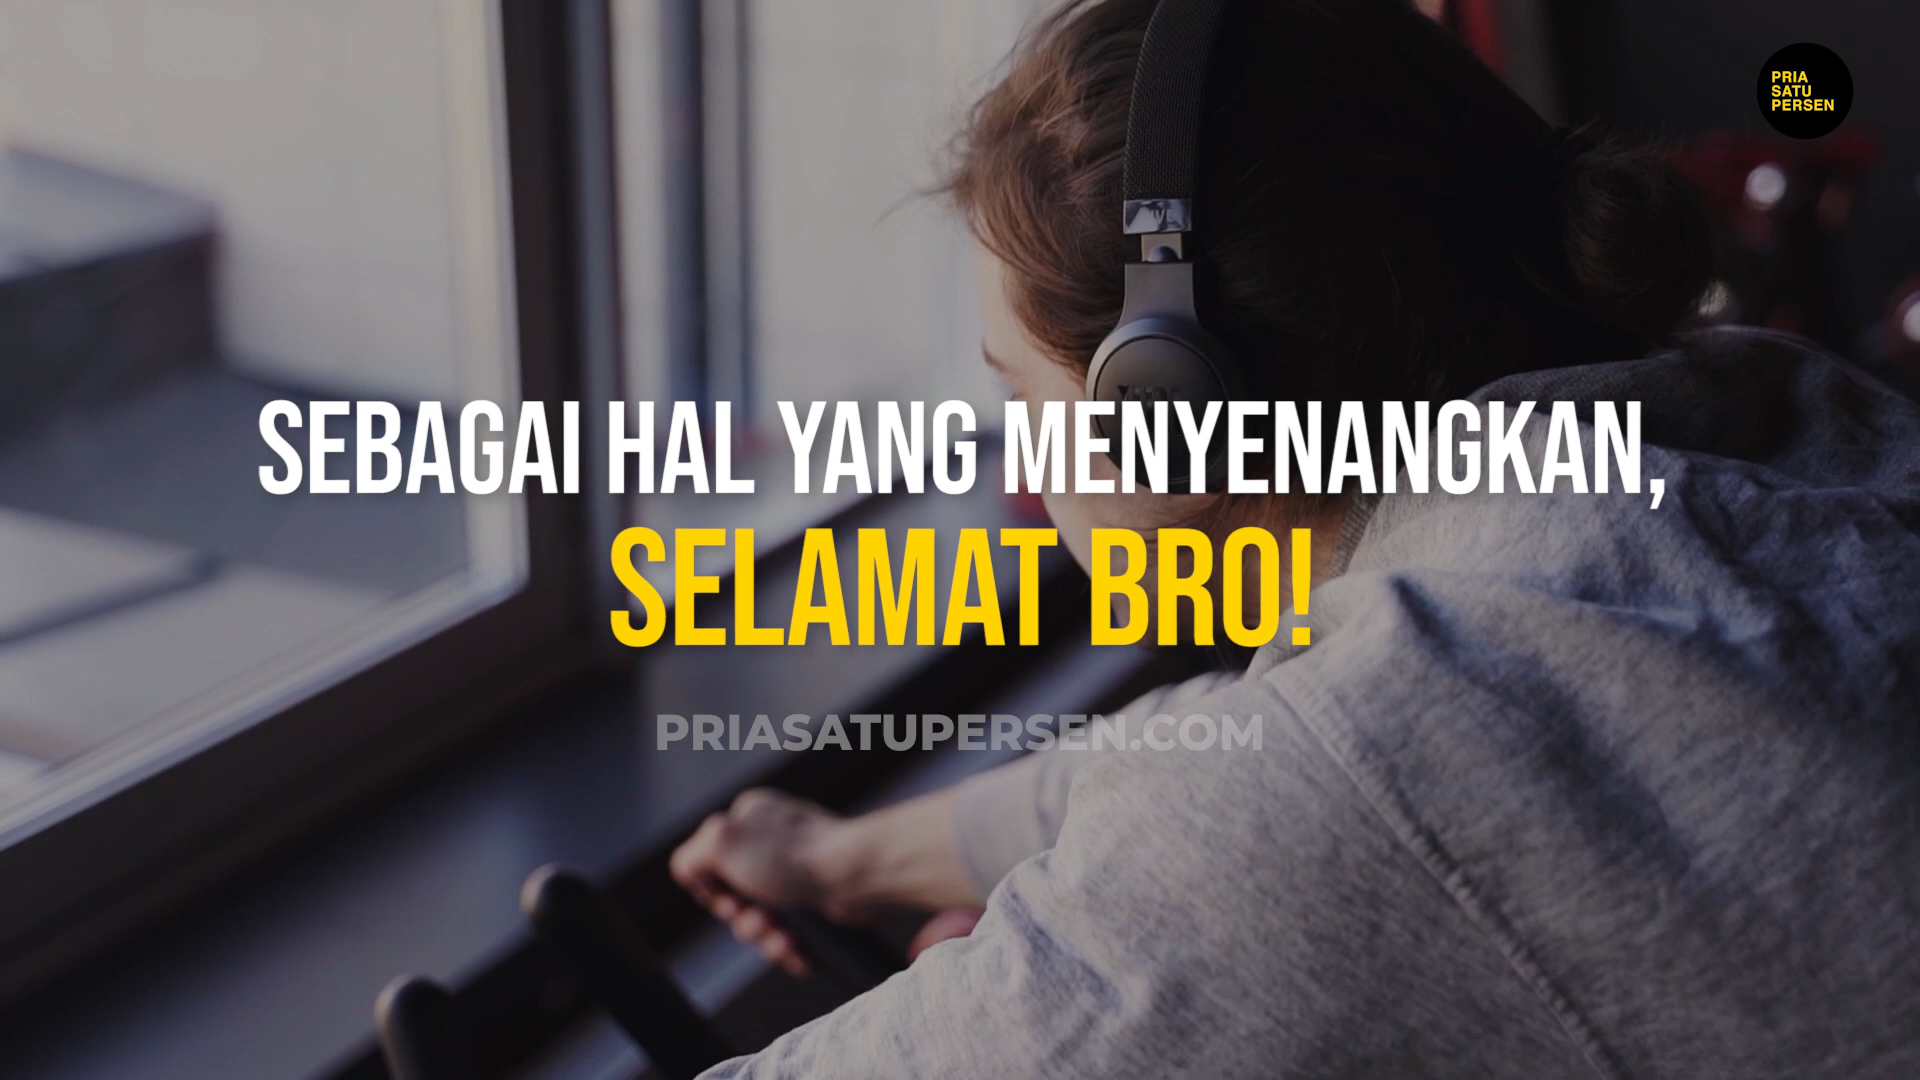 PRIA
SATU
PERSEN
SEBAGAI HAL YANG MENYENANGKAN,
SELAMAT BRO!
PRIASATUPERSEN.COM